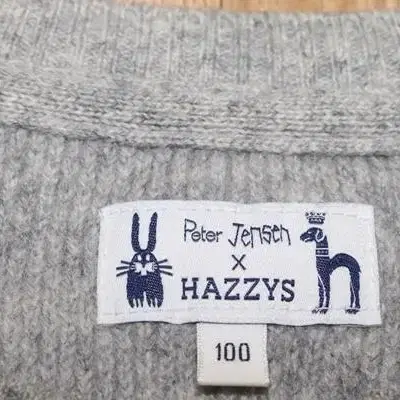 Peter Jensen
X
HAZZYS
100